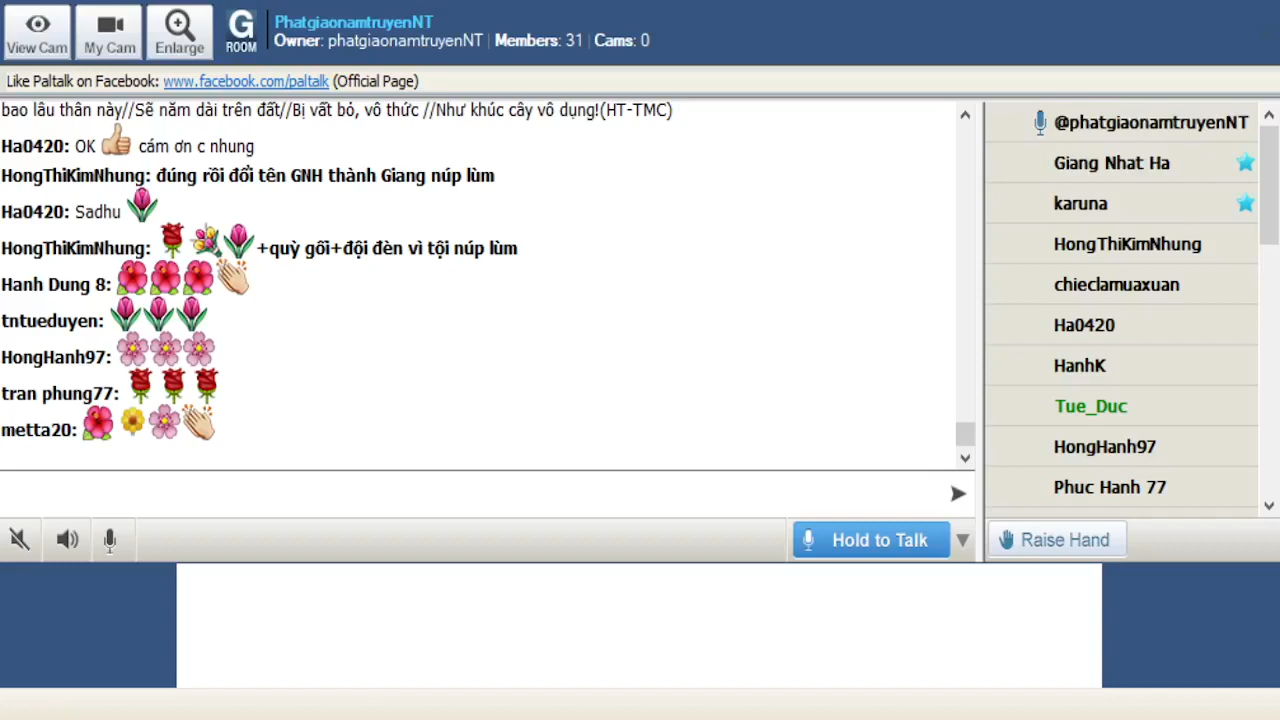 View Cam
My Cam
Enlarge
G
ROOM
PhatgiaonamtruyenNT
Owner: phatgiaonamtruyenNT | Members: 31 | Cams: 0
Like Paltalk on Facebook: www.facebook.com/paltalk (Official Page)
bao lâu thân này//Sẽ năm dài trên đất//Bị vất bỏ, vô thức //Như khúc cây vô dụng!(HT-TMC)
Ha0420: OK 👍 cám ơn c nhung
HongThiKimNhung: đúng rồi đổi tên GNH thành Giang núp lùm
Ha0420: Sadhu
HongThiKimNhung: +quỳ gối+đội đèn vì tội núp lùm
Hanh Dung 8:
tntueduyen:
HongHanh97:
tran phung77:
metta20:
@phatgiaonamtruyenNT
Giang Nhat Ha
karuna
HongThiKimNhung
chieclamuaxuan
Ha0420
HanhK
Tue_Duc
HongHanh97
Phuc Hanh 77
Hold to Talk
Raise Hand